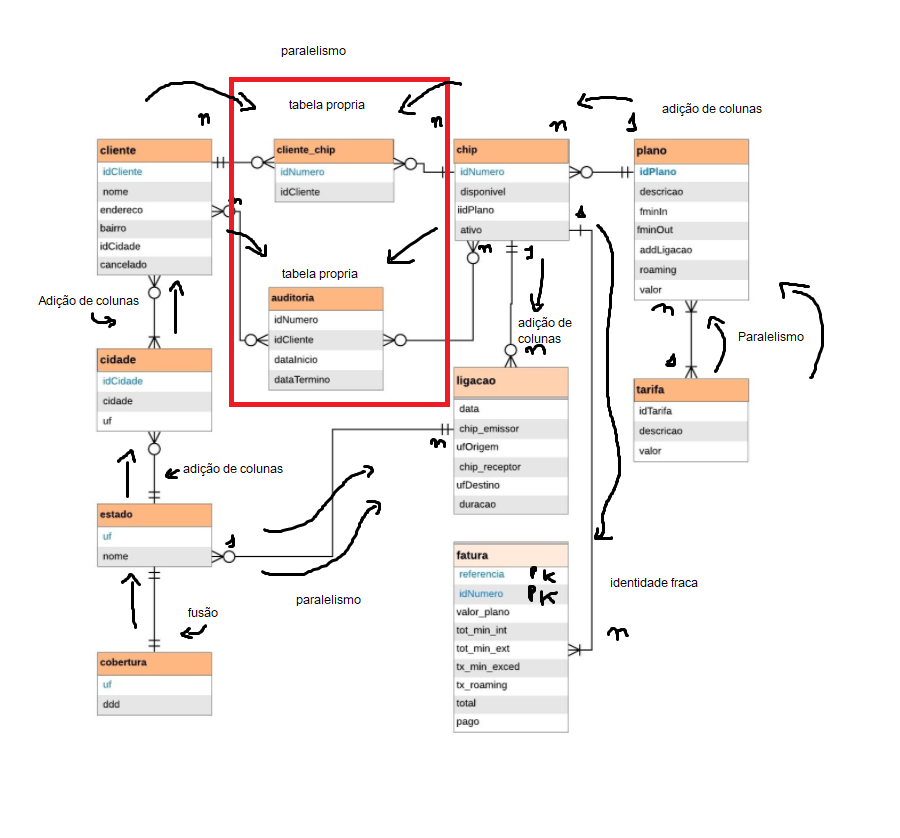 paralelismo
tabela propria
adição de colunas
n
n
n
1
cliente
idCliente
nome
endereco
bairro
idCidade
cancelado
cliente_chip
idNumero
idCliente
chip
idNumero
disponivel
iidPlano
ativo
plano
idPlano
descricao
fminIn
fminOut
addLigacao
roaming
valor
n
1
n
1
tabela propria
auditoria
idNumero
idCliente
dataInicio
dataTermino
Adição de colunas
adição de
colunas
n
n
Paralelismo
1
cidade
idCidade
cidade
uf
ligacao
data
chip_emissor
ufOrigem
chip_receptor
ufDestino
duracao
tarifa
idTarifa
descricao
valor
n
adição de colunas
estado
uf
nome
1
paralelismo
fusão
fatura
referencia PK
idNumero PK
valor_plano
tot_min_int
tot_min_ext
tx_min_exced
tx_roaming
total
pago
identidade fraca
n
cobertura
uf
ddd